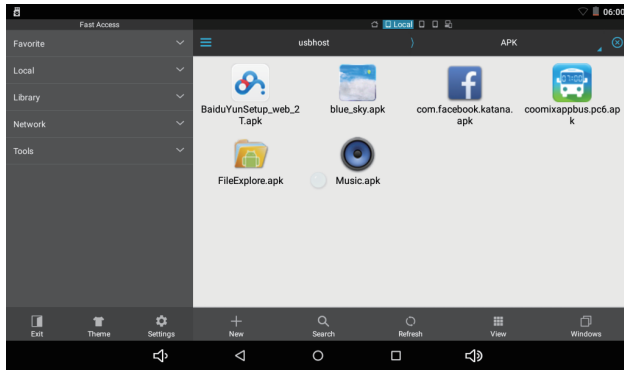 06:00
Fast Access
Local
Favorite
usbhost
APK
Local
Library
Network
Tools
BaiduYunSetup_web_2
T.apk
blue_sky.apk
com.facebook.katana.
apk
coomixappbus.pc6.ap
k
FileExplore.apk
Music.apk
Exit
Theme
Settings
New
Search
Refresh
View
Windows